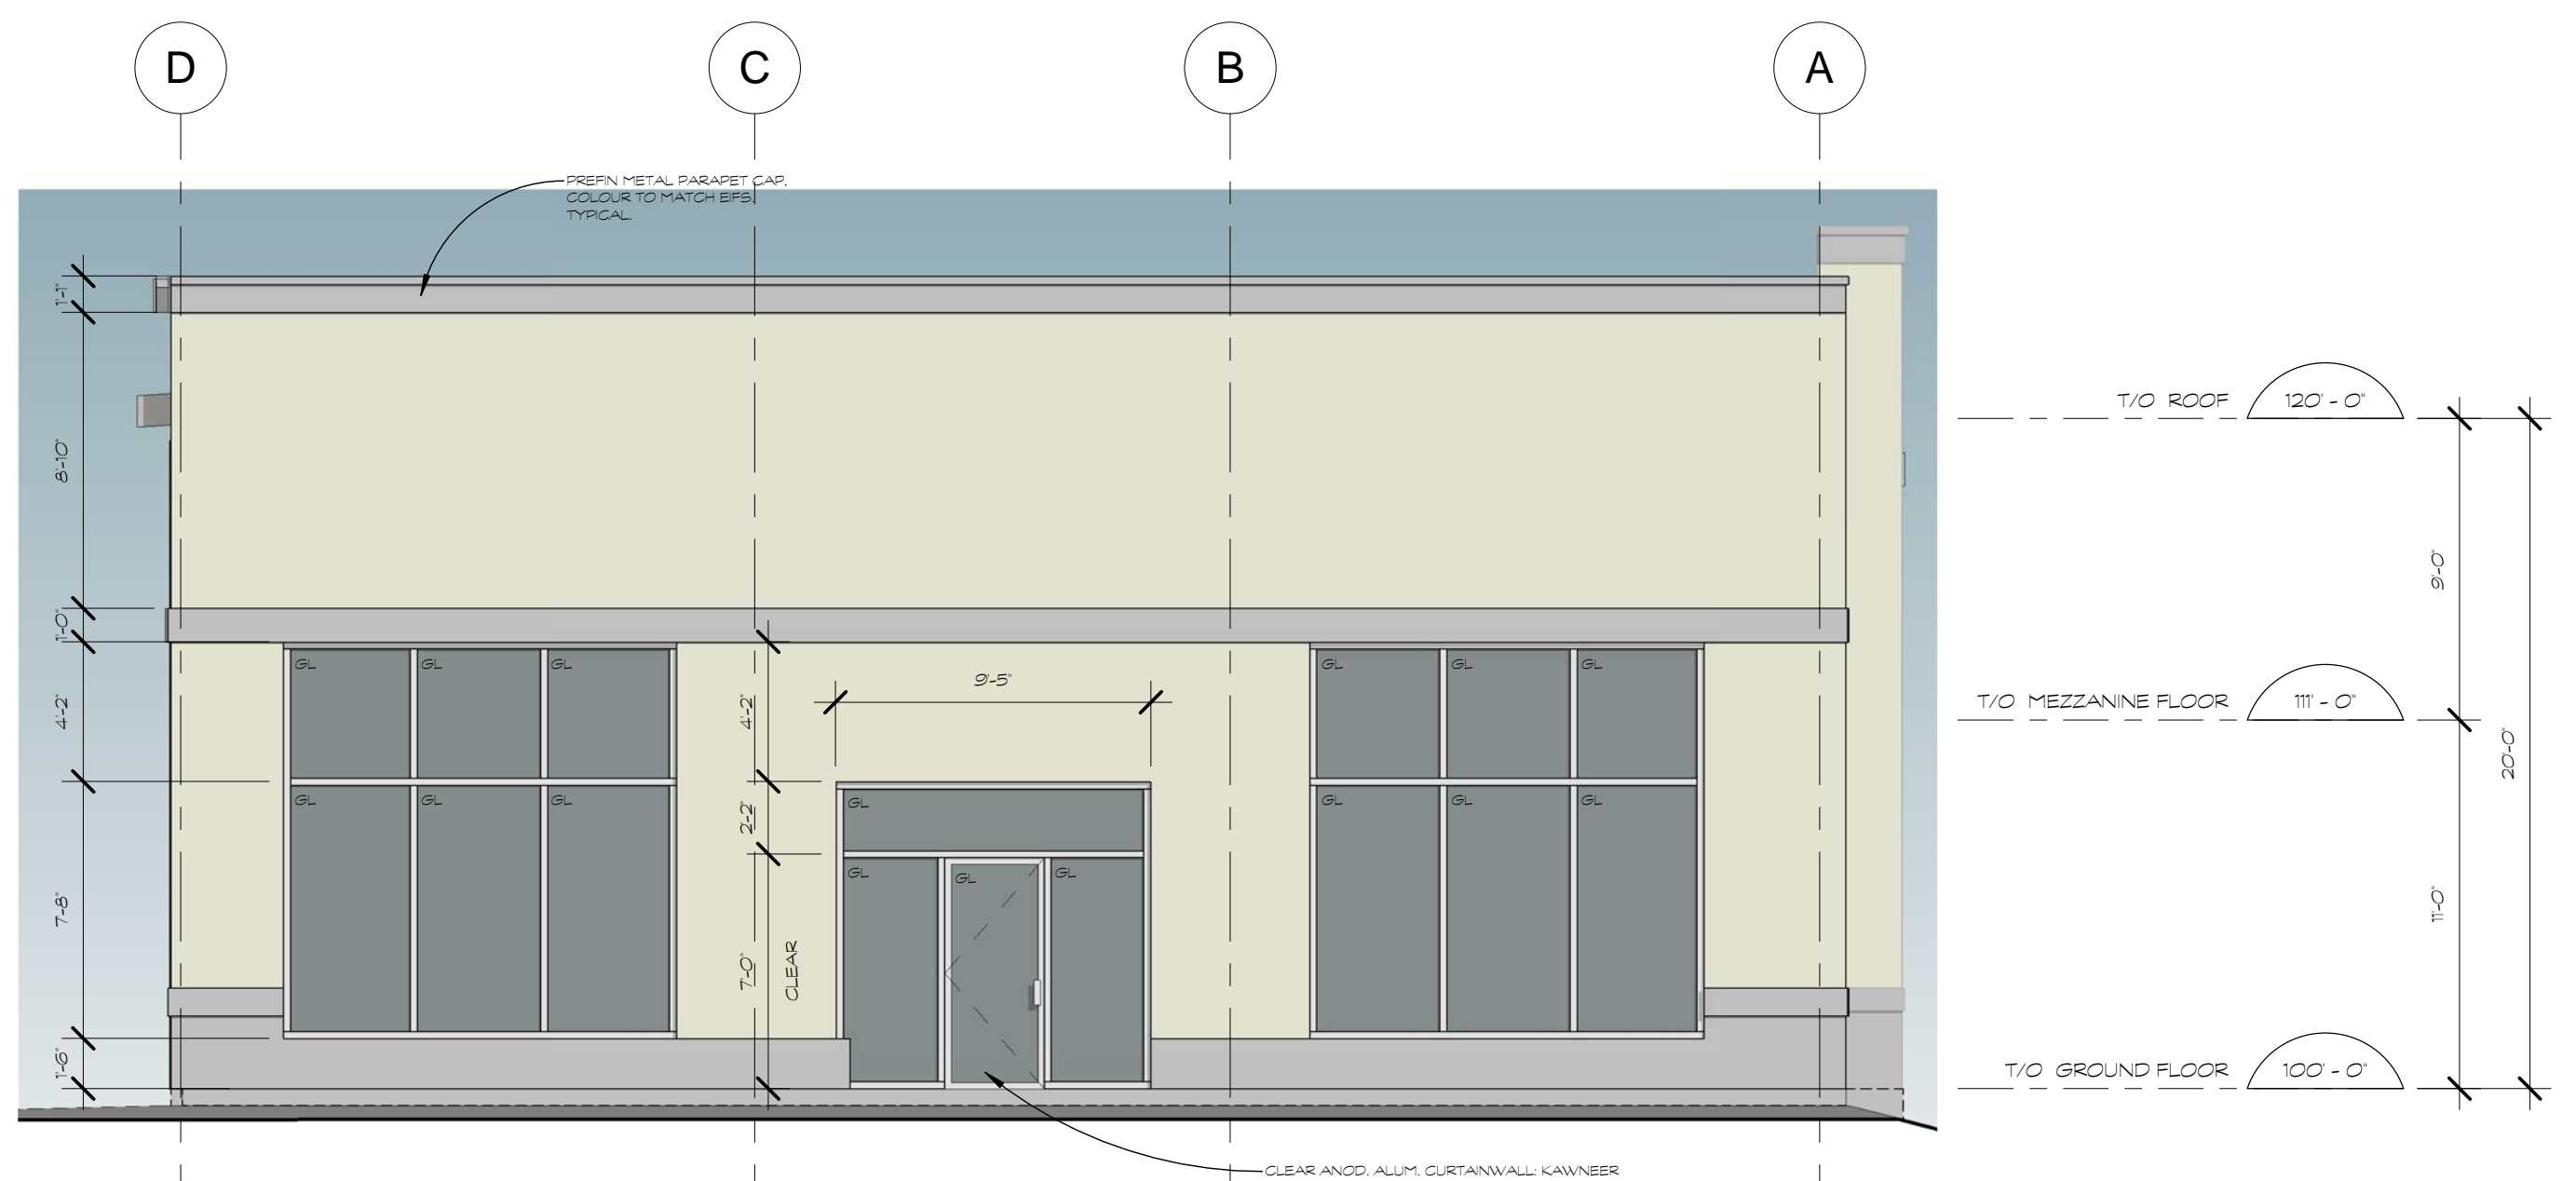 D
C
B
A
PREFIN METAL PARAPET CAP,
COLOUR TO MATCH EIFS.
TYPICAL.
1'-1"
8'-10"
1'-0"
4'-2"
7'-8"
1'-6"
GL GL GL
GL GL GL
4'-2"
2'-2"
7'-0"
CLEAR
9'-5"
GL
GL GL GL
GL GL GL
GL GL GL
T/O ROOF 120' - 0"
T/O MEZZANINE FLOOR 111' - 0"
T/O GROUND FLOOR 100' - 0"
9'-0"
11'-0"
20'-0"
CLEAR ANOD. ALUM. CURTAINWALL: KAWNEER